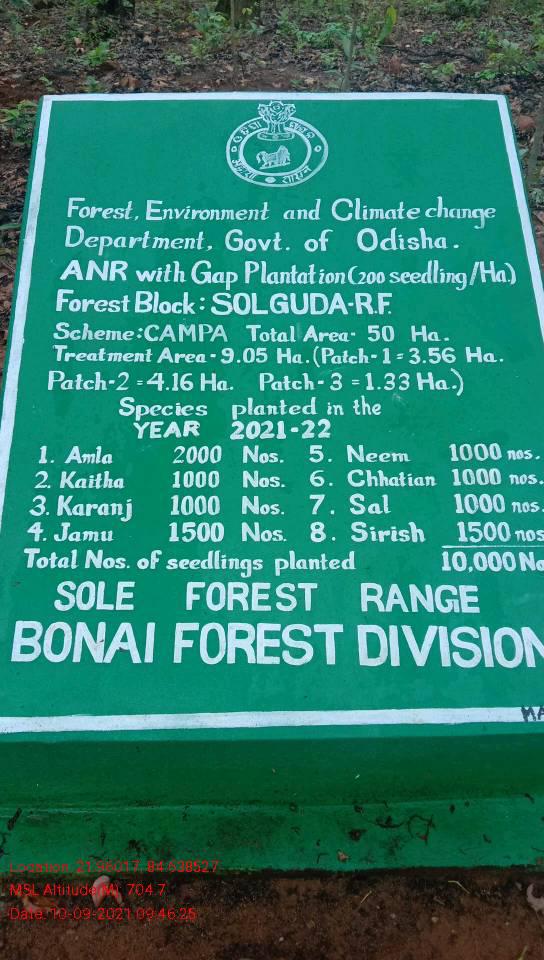 Forest, Environment and Climate change
Department, Govt. of Odisha.
ANR with Gap Plantation (200 seedling/Ha.)
Forest Block: SOLGUDA-R.F.
Scheme: CAMPA Total Area- 50 Ha.
Treatment Area - 9.05 Ha. (Patch-1 = 3.56 Ha.
Patch-2 = 4.16 Ha. Patch-3 = 1.33 Ha.)
Species planted in the
YEAR 2021-22
1. Amla 2000 Nos. 5. Neem 1000 nos.
2. Kaitha 1000 Nos. 6. Chhatian 1000 nos.
3. Karanj 1000 Nos. 7. Sal 1000 nos.
4. Jamu 1500 Nos. 8. Sirish 1500 nos
Total Nos. of seedlings planted 10,000 No
SOLE FOREST RANGE
BONAI FOREST DIVISION
MA
Location: 21.96017, 84.638527
MSL Altitude(M): 704.7
Date: 10-09-2021 09:46:25